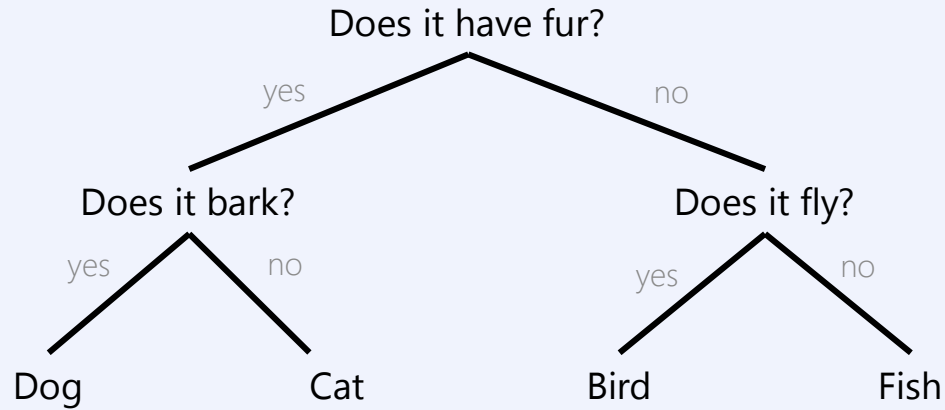 Does it have fur?
yes
no
Does it bark?
Does it fly?
yes
no
yes
no
Dog
Cat
Bird
Fish